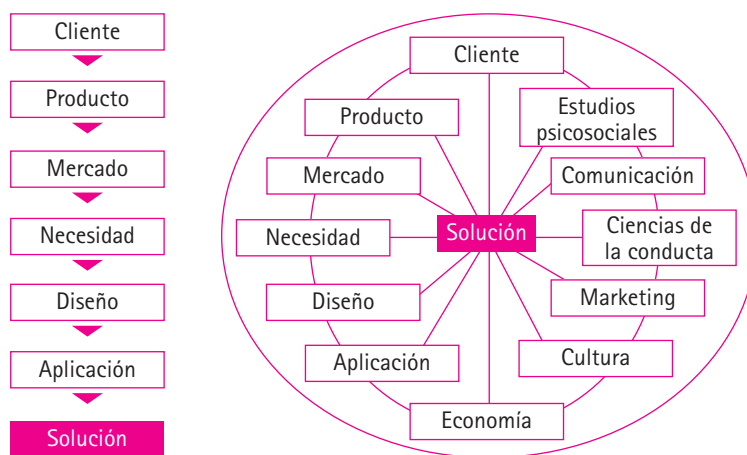 Cliente
Producto
Mercado
Necesidad
Diseño
Aplicación
Solución
Cliente
Estudios
psicosociales
Producto
Comunicación
Mercado
Ciencias de
la conducta
Solución
Necesidad
Marketing
Diseño
Cultura
Aplicación
Economía